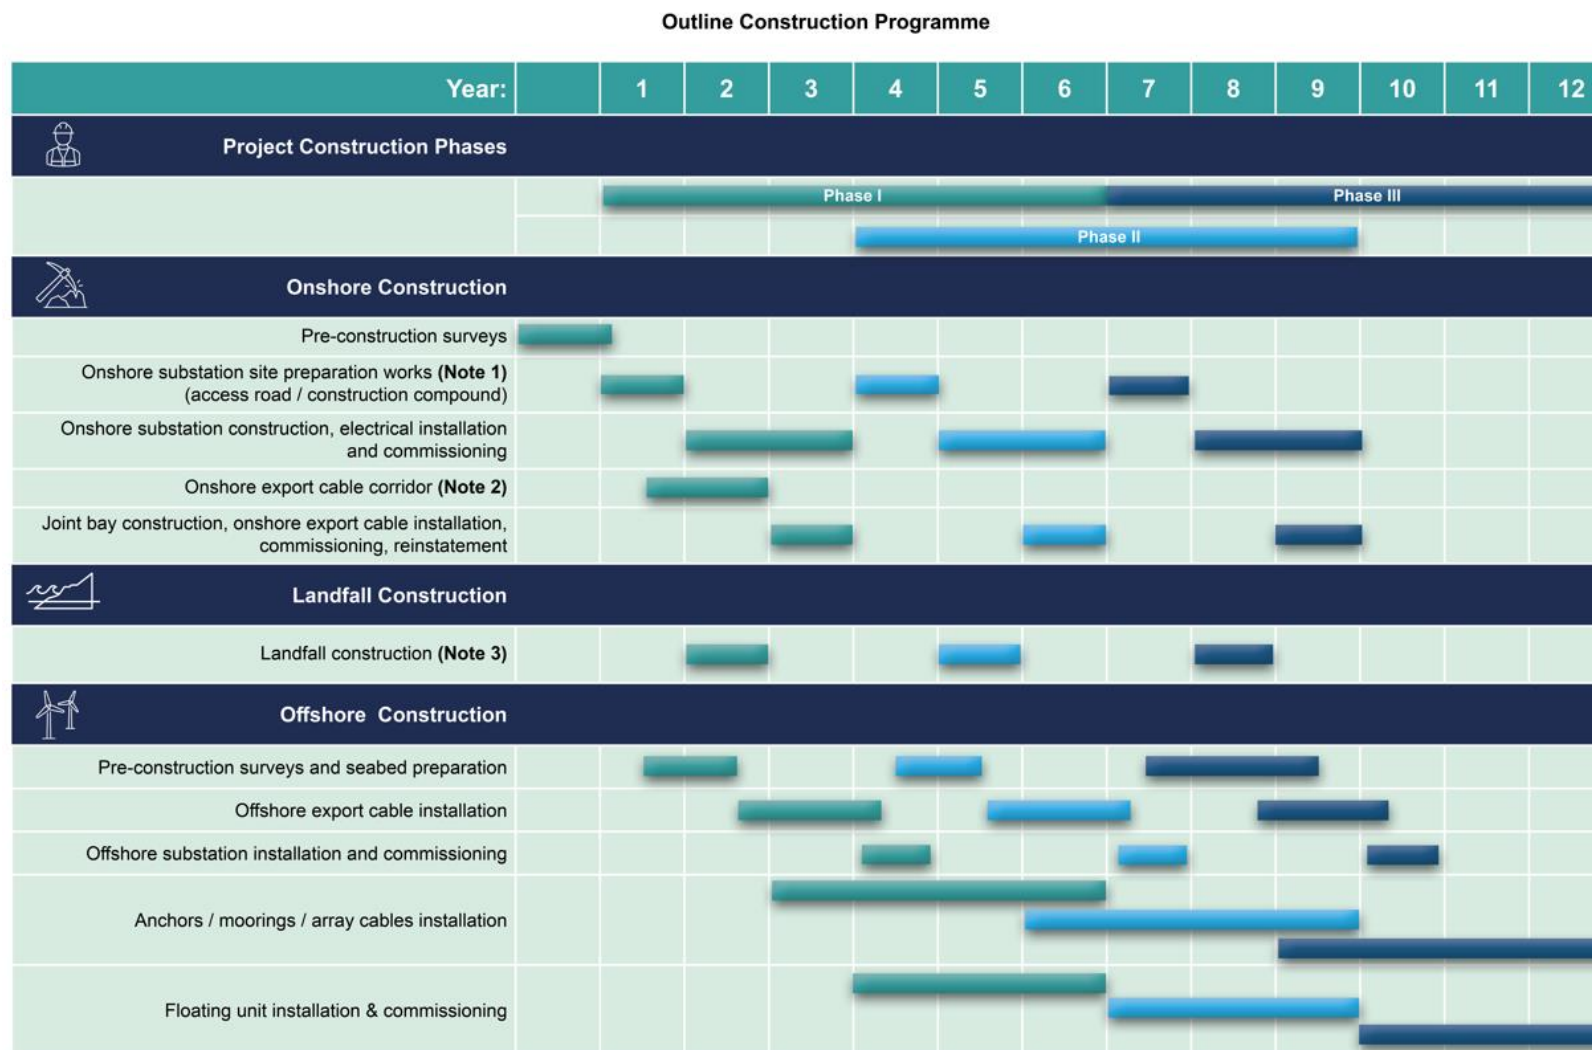 Outline Construction Programme
Year: 1 2 3 4 5 6 7 8 9 10 11 12
Project Construction Phases
Phase I Phase III
Phase II
Onshore Construction
Pre-construction surveys
Onshore substation site preparation works (Note 1)
(access road / construction compound)
Onshore substation construction, electrical installation
and commissioning
Onshore export cable corridor (Note 2)
Joint bay construction, onshore export cable installation,
commissioning, reinstatement
Landfall Construction
Landfall construction (Note 3)
Offshore Construction
Pre-construction surveys and seabed preparation
Offshore export cable installation
Offshore substation installation and commissioning
Anchors / moorings / array cables installation
Floating unit installation & commissioning